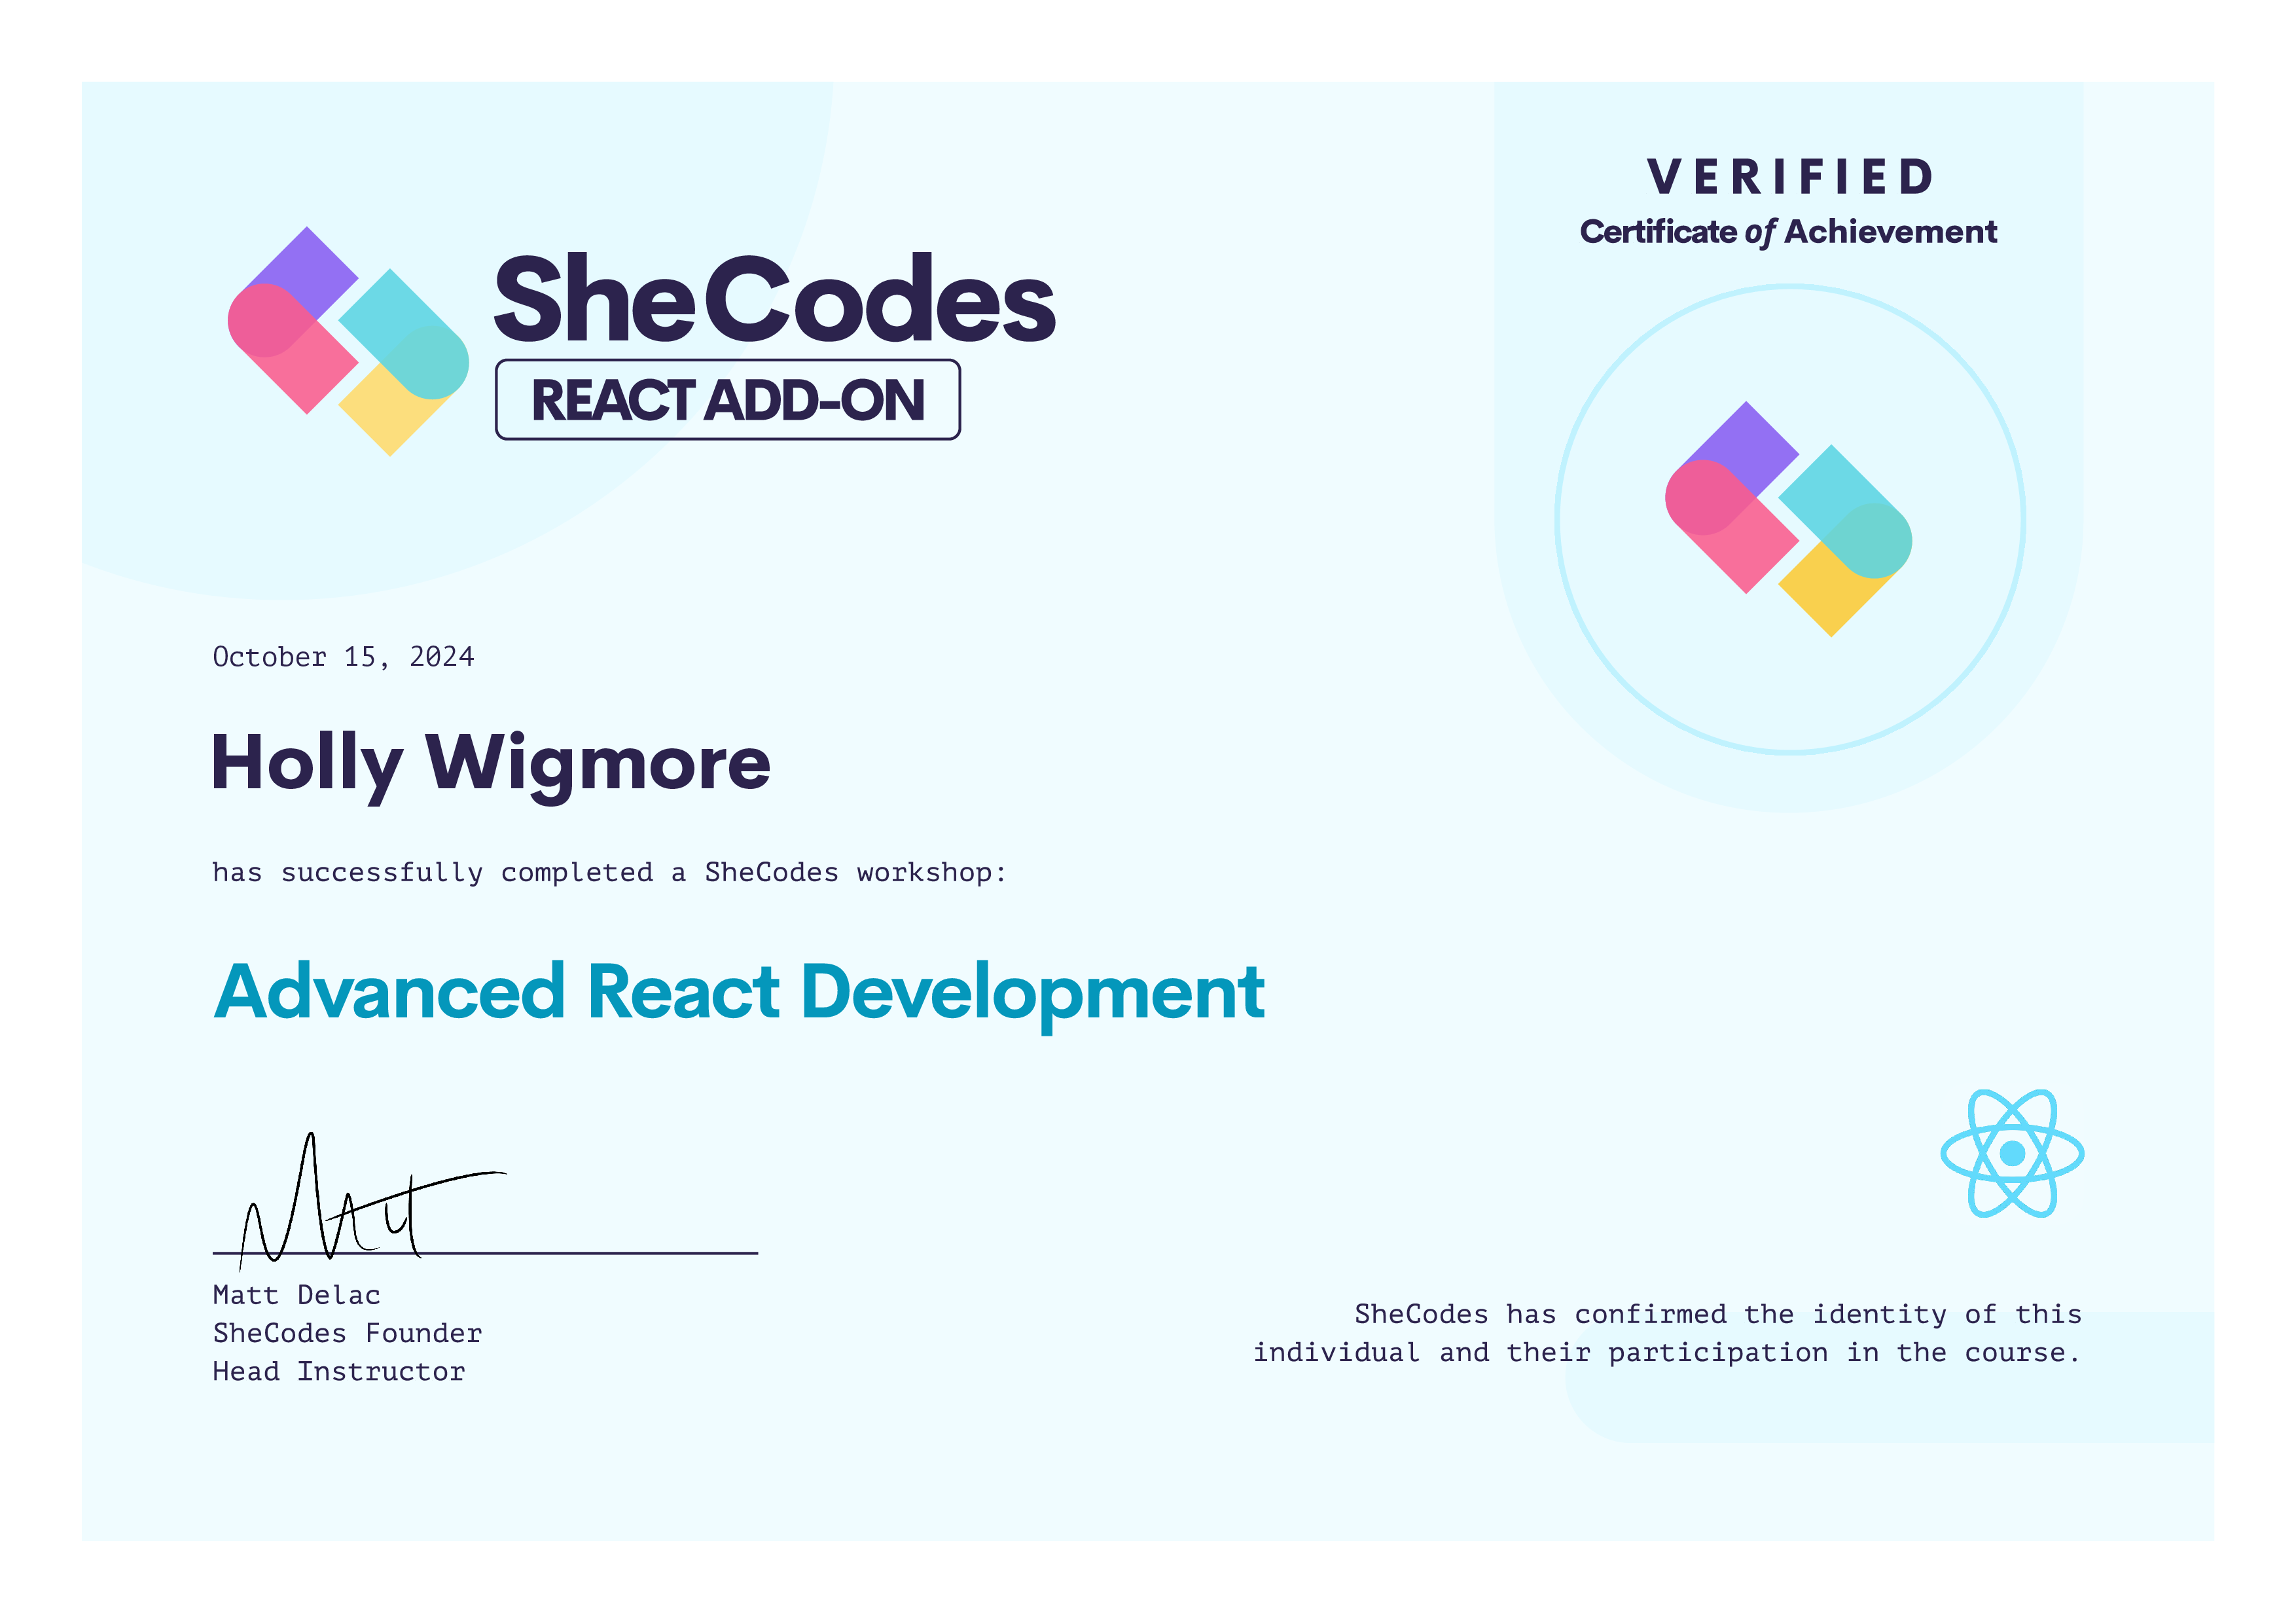 VERIFIED
Certificate of Achievement
SheCodes
REACT ADD-ON
October 15, 2024
Holly Wigmore
has successfully completed a SheCodes workshop:
Advanced React Development
Matt
Matt Delac
SheCodes Founder
Head Instructor
SheCodes has confirmed the identity of this
individual and their participation in the course.